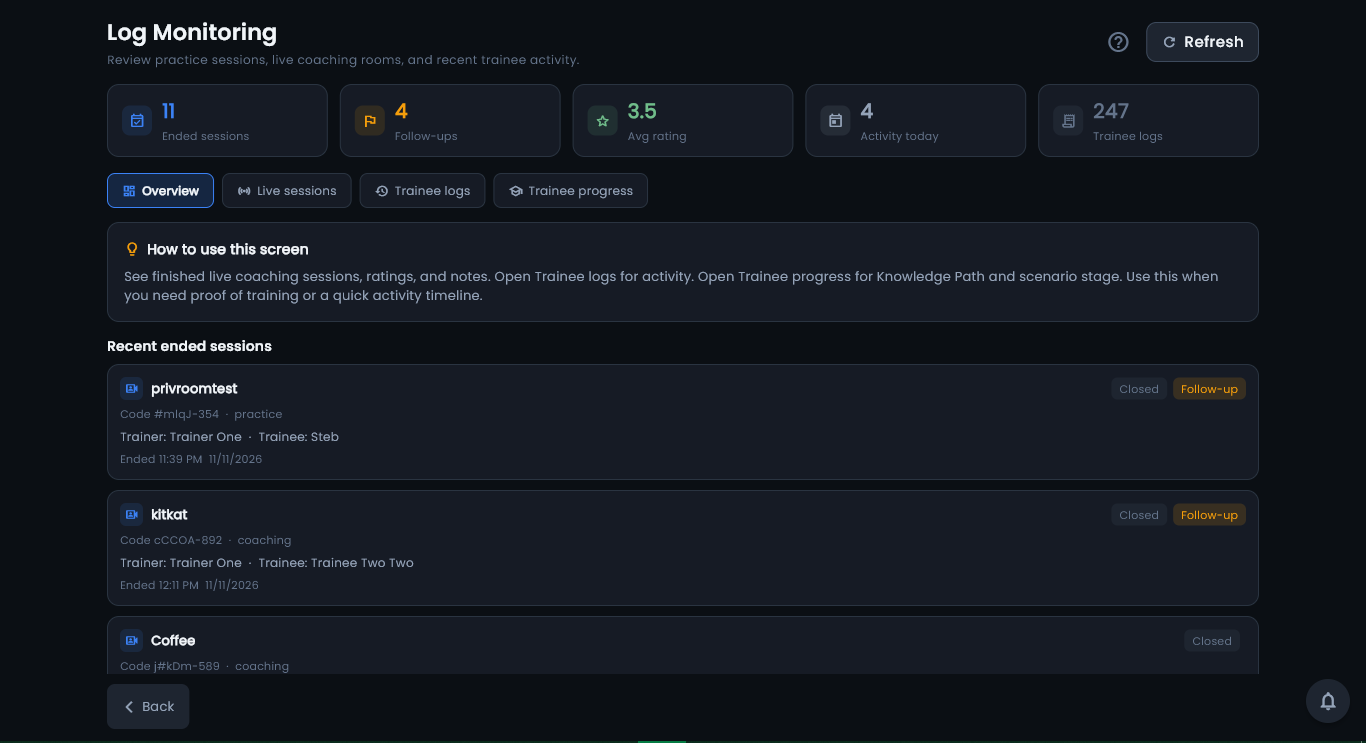 Log Monitoring
Review practice sessions, live coaching rooms, and recent trainee activity.
Refresh
11
Ended sessions
4
Follow-ups
3.5
Avg rating
4
Activity today
247
Trainee logs
Overview
Live sessions
Trainee logs
Trainee progress
How to use this screen
See finished live coaching sessions, ratings, and notes. Open Trainee logs for activity. Open Trainee progress for Knowledge Path and scenario stage. Use this when
you need proof of training or a quick activity timeline.
Recent ended sessions
privroomtest
Closed
Follow-up
Code #mlqJ-354 · practice
Trainer: Trainer One · Trainee: Steb
Ended 11:39 PM 11/11/2026
kitkat
Closed
Follow-up
Code cCCOA-892 · coaching
Trainer: Trainer One · Trainee: Trainee Two Two
Ended 12:11 PM 11/11/2026
Coffee
Closed
Code j#kDm-589 · coaching
Back